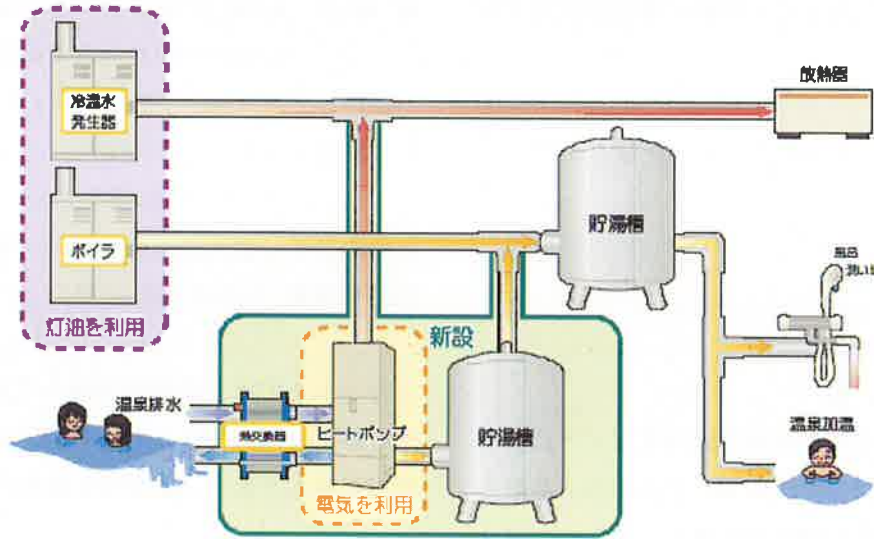 冷温水
発生器
放熱器
ボイラ
貯湯槽
灯油を利用
新設
風呂
温泉排水
熱交換器
ヒートポンプ
貯湯槽
温泉加温
電気を利用